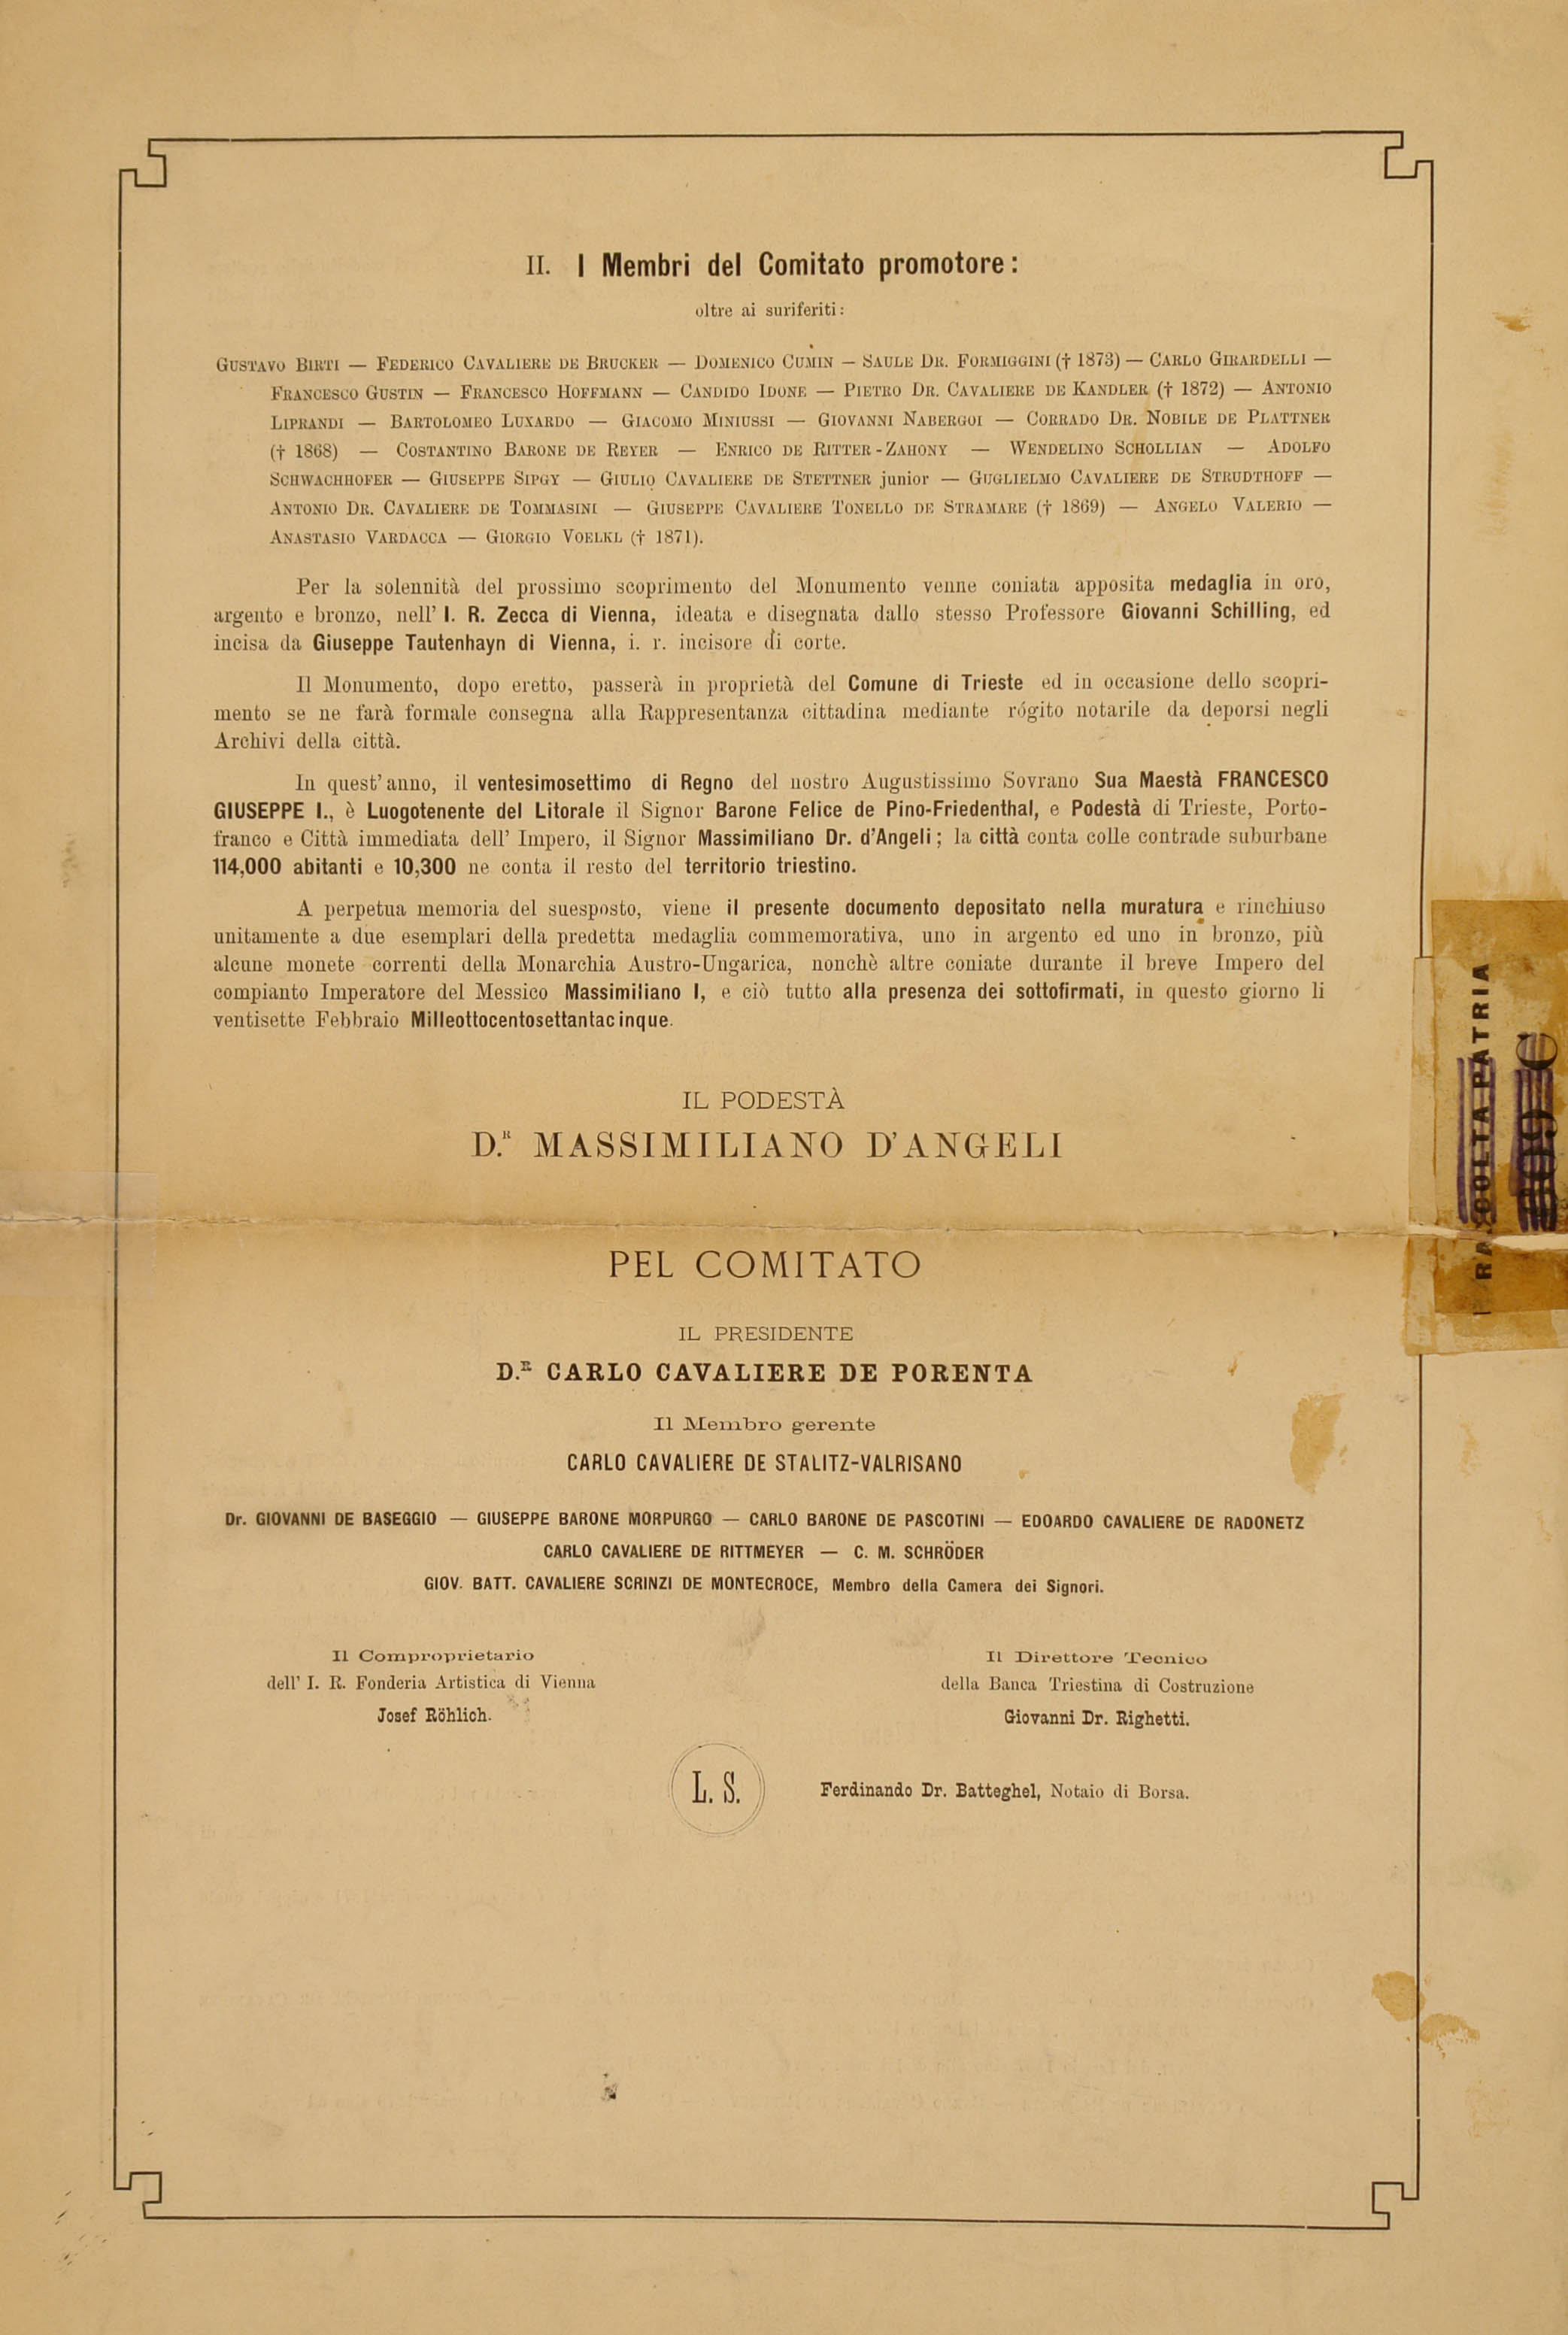 II. I Membri del Comitato promotore:
oltre ai suriferiti:
Gustavo Birti — Federico Cavaliere de Brucker — Domenico Cumin — Saule Dr. Formiggini († 1873) — Carlo Girardelli —
Francesco Gustin — Francesco Hoffmann — Candido Idone — Pietro Dr. Cavaliere de Kandler († 1872) — Antonio
Liprandi — Bartolomeo Luxardo — Giacomo Miniussi — Giovanni Nabergoi — Corrado Dr. Nobile de Plattner
(† 1868) — Costantino Barone de Reyer — Enrico de Ritter-Zahony — Wendelino Schollian — Adolfo
Schwachhofer — Giuseppe Sipgy — Giulio Cavaliere de Stettner junior — Guglielmo Cavaliere de Strudthoff —
Antonio Dr. Cavaliere de Tommasini — Giuseppe Cavaliere Tonello de Stramare († 1869) — Angelo Valerio —
Anastasio Vardacca — Giorgio Voelkl († 1871).
Per la solennità del prossimo scoprimento del Monumento venne coniata apposita medaglia in oro,
argento e bronzo, nell' I. R. Zecca di Vienna, ideata e disegnata dallo stesso Professore Giovanni Schilling, ed
incisa da Giuseppe Tautenhayn di Vienna, i. r. incisore di corte.
Il Monumento, dopo eretto, passerà in proprietà del Comune di Trieste ed in occasione dello scopri-
mento se ne farà formale consegna alla Rappresentanza cittadina mediante rógito notarile da deporsi negli
Archivi della città.
In quest' anno, il ventesimosettimo di Regno del nostro Augustissimo Sovrano Sua Maestà FRANCESCO
GIUSEPPE I., è Luogotenente del Litorale il Signor Barone Felice de Pino-Friedenthal, e Podestà di Trieste, Porto-
franco e Città immediata dell' Impero, il Signor Massimiliano Dr. d'Angeli; la città conta colle contrade suburbane
114,000 abitanti e 10,300 ne conta il resto del territorio triestino.
A perpetua memoria del suesposto, viene il presente documento depositato nella muratura e rinchiuso
unitamente a due esemplari della predetta medaglia commemorativa, uno in argento ed uno in bronzo, più
alcune monete correnti della Monarchia Austro-Ungarica, nonchè altre coniate durante il breve Impero del
compianto Imperatore del Messico Massimiliano I, e ciò tutto alla presenza dei sottofirmati, in questo giorno li
ventisette Febbraio Milleottocentosettantacinque.
IL PODESTÀ
D.R MASSIMILIANO D'ANGELI
PEL COMITATO
IL PRESIDENTE
D.R CARLO CAVALIERE DE PORENTA
Il Membro gerente
CARLO CAVALIERE DE STALITZ-VALRISANO
Dr. GIOVANNI DE BASEGGIO — GIUSEPPE BARONE MORPURGO — CARLO BARONE DE PASCOTINI — EDOARDO CAVALIERE DE RADONETZ
CARLO CAVALIERE DE RITTMEYER — C. M. SCHRÖDER
GIOV. BATT. CAVALIERE SCRINZI DE MONTECROCE, Membro della Camera dei Signori.
Il Comproprietario
dell' I. R. Fonderia Artistica di Vienna
Josef Röhlich.
Il Direttore Tecnico
della Banca Triestina di Costruzione
Giovanni Dr. Righetti.
L. S.
Ferdinando Dr. Batteghel, Notaio di Borsa.
RACCOLTA PATRIA